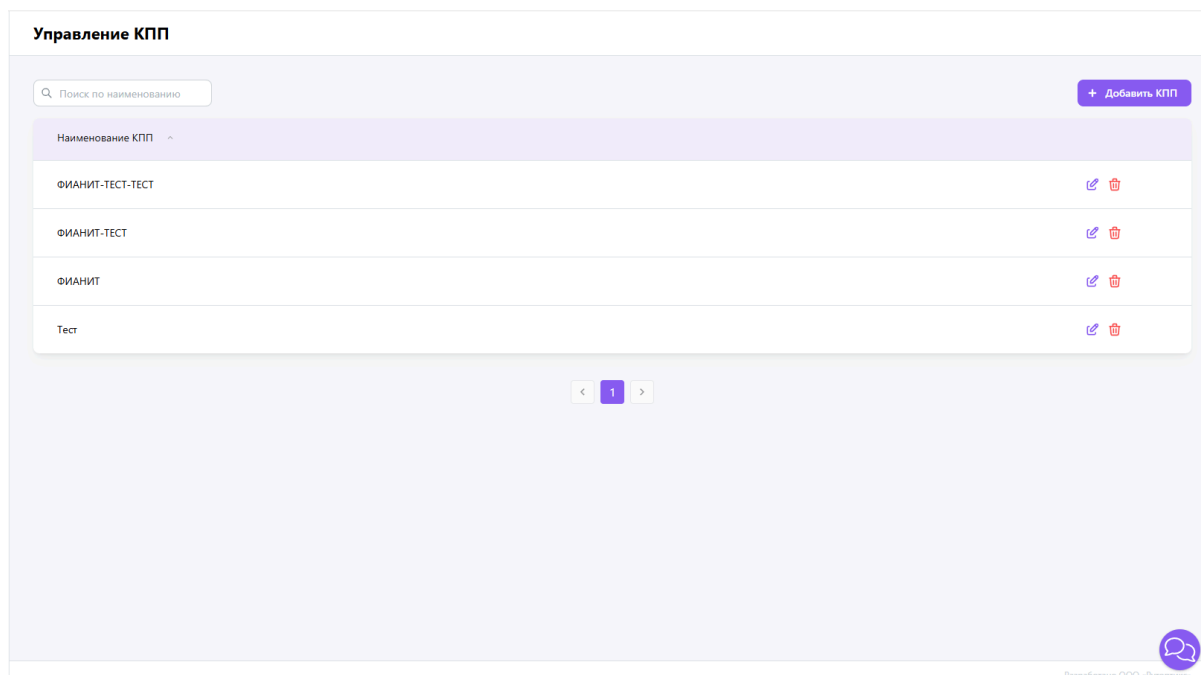 Управление КПП
Поиск по наименованию
+ Добавить КПП
Наименование КПП
ФИАНИТ-ТЕСТ-ТЕСТ
ФИАНИТ-ТЕСТ
ФИАНИТ
Тест
1